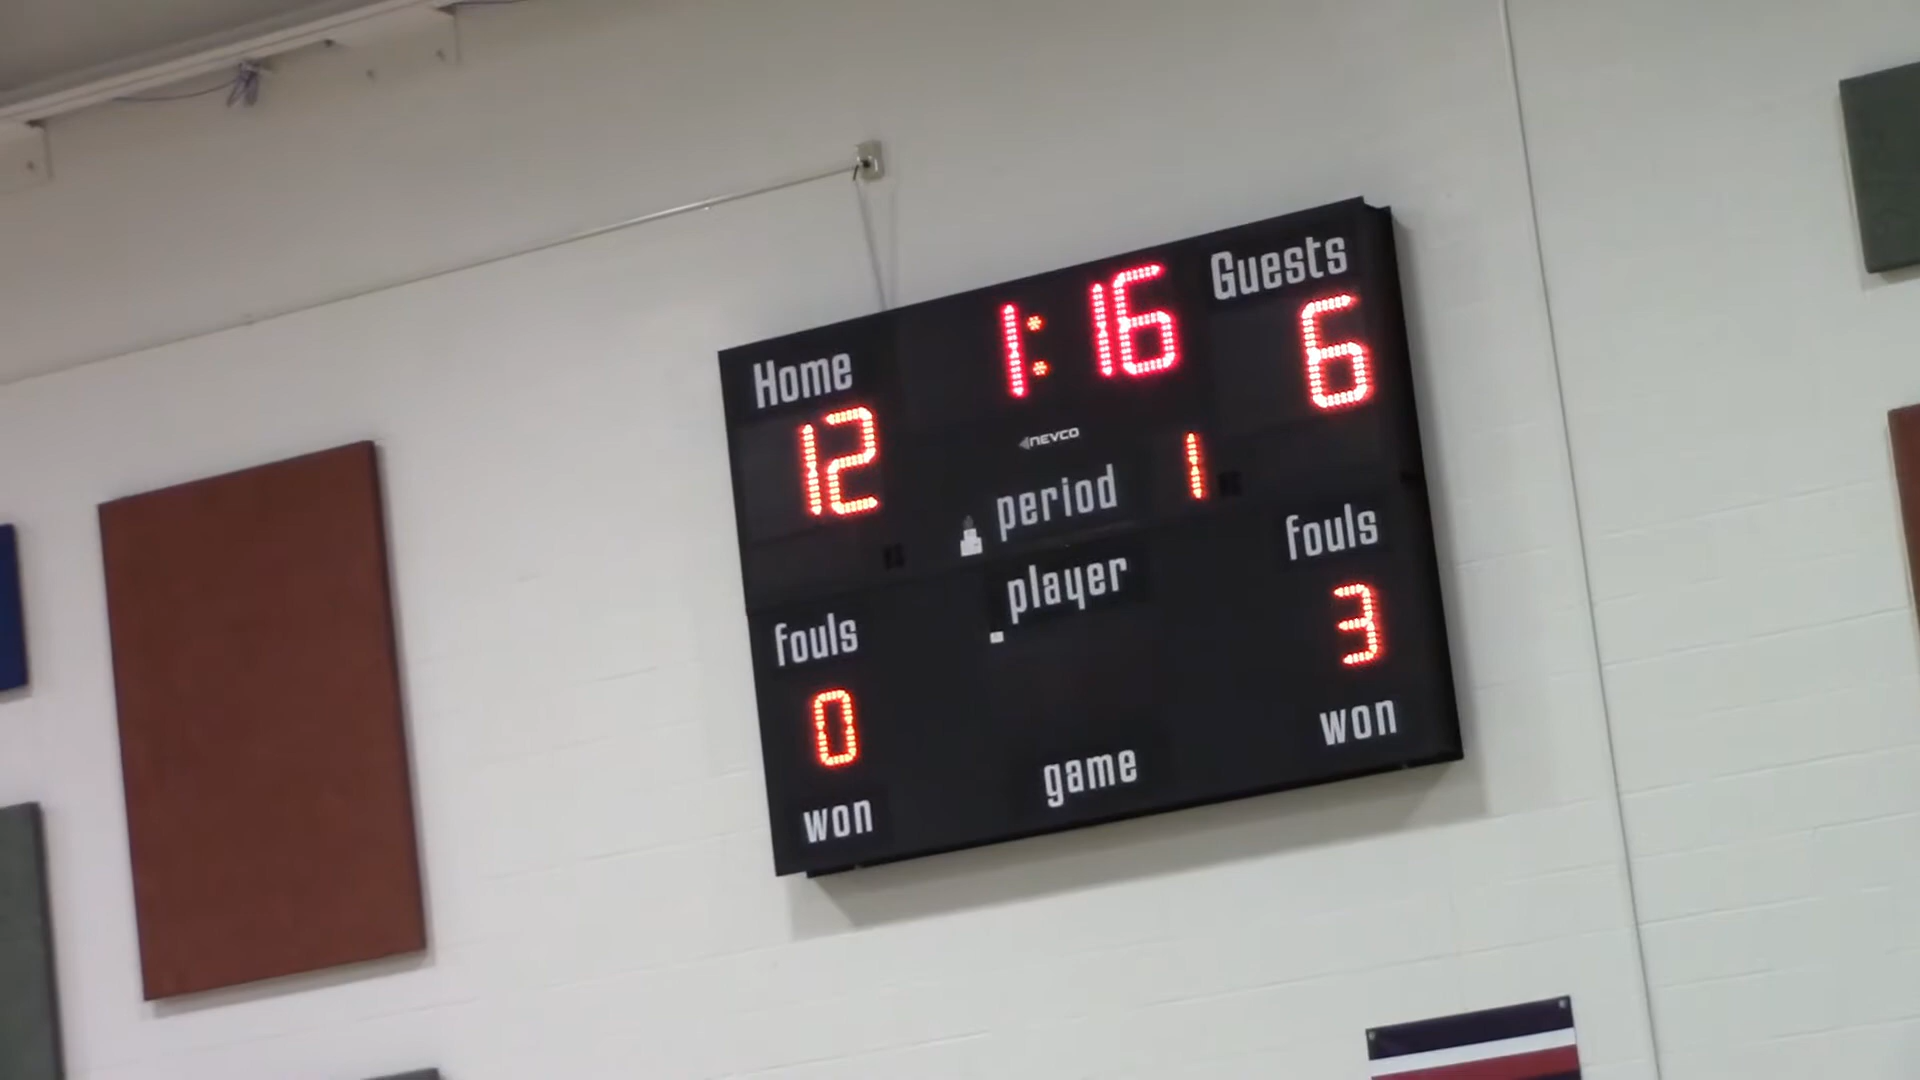 Home 1:16 Guests
12 6
NEVCO
period 1
player
fouls fouls
0 3
won game won